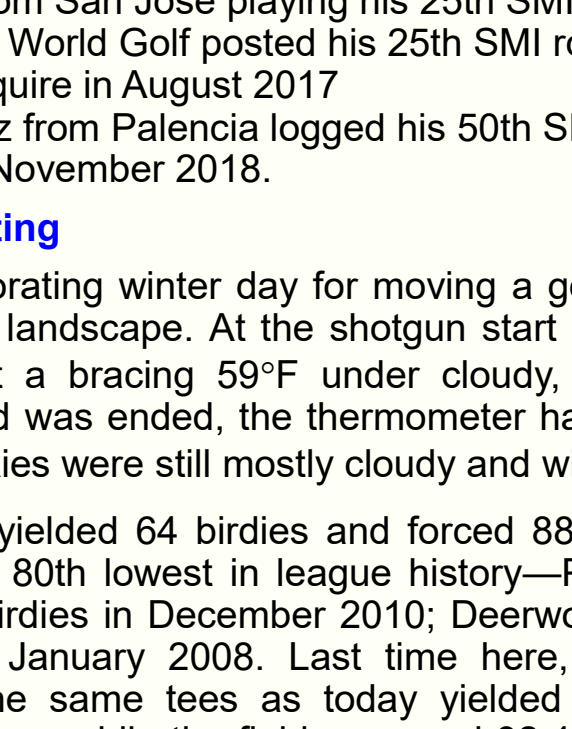 om San Jose playing his 25th SMI
World Golf posted his 25th SMI ro
quire in August 2017
z from Palencia logged his 50th S
November 2018.
ting
orating winter day for moving a g
landscape. At the shotgun start
t a bracing 59°F under cloudy,
d was ended, the thermometer ha
ies were still mostly cloudy and w
yielded 64 birdies and forced 88
80th lowest in league history—
irdies in December 2010; Deerwo
January 2008. Last time here,
ne same tees as today yielded